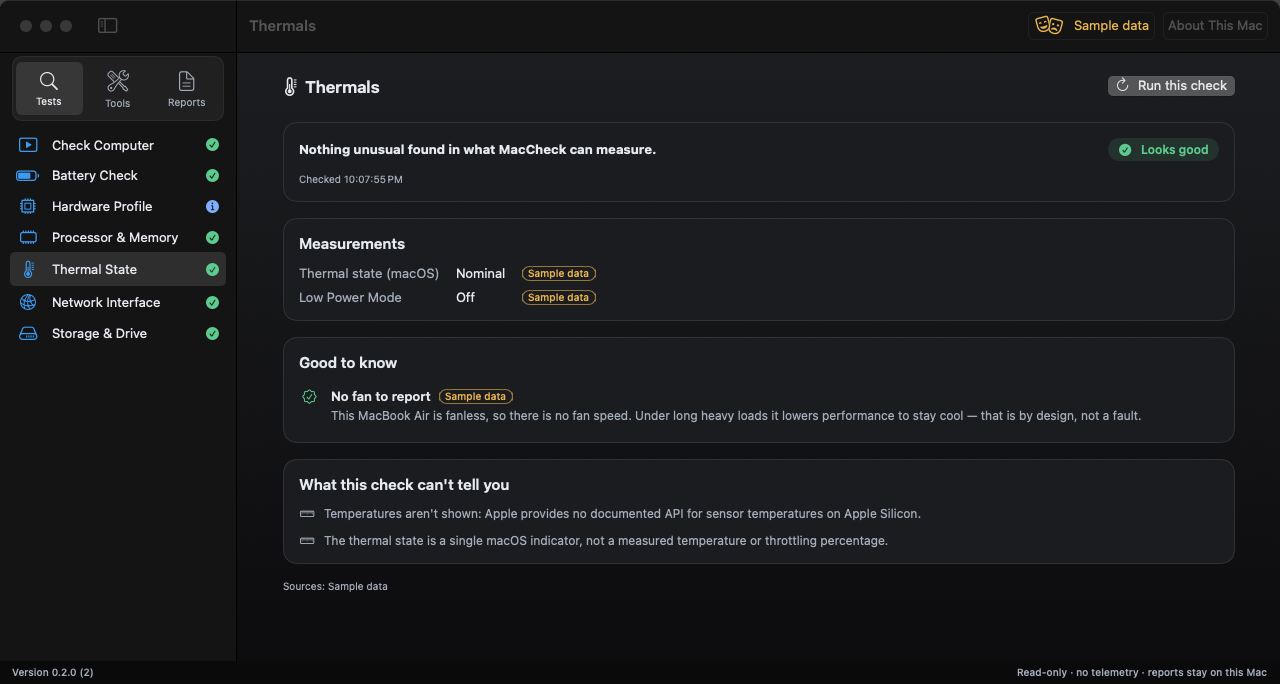 Thermals
Sample data
About This Mac
Tests
Tools
Reports
Check Computer
Battery Check
Hardware Profile
Processor & Memory
Thermal State
Network Interface
Storage & Drive
Thermals
Run this check
Nothing unusual found in what MacCheck can measure.
Looks good
Checked 10:07:55 PM
Measurements
Thermal state (macOS) Nominal Sample data
Low Power Mode Off Sample data
Good to know
No fan to report Sample data
This MacBook Air is fanless, so there is no fan speed. Under long heavy loads it lowers performance to stay cool — that is by design, not a fault.
What this check can't tell you
Temperatures aren't shown: Apple provides no documented API for sensor temperatures on Apple Silicon.
The thermal state is a single macOS indicator, not a measured temperature or throttling percentage.
Sources: Sample data
Version 0.2.0 (2)
Read-only · no telemetry · reports stay on this Mac